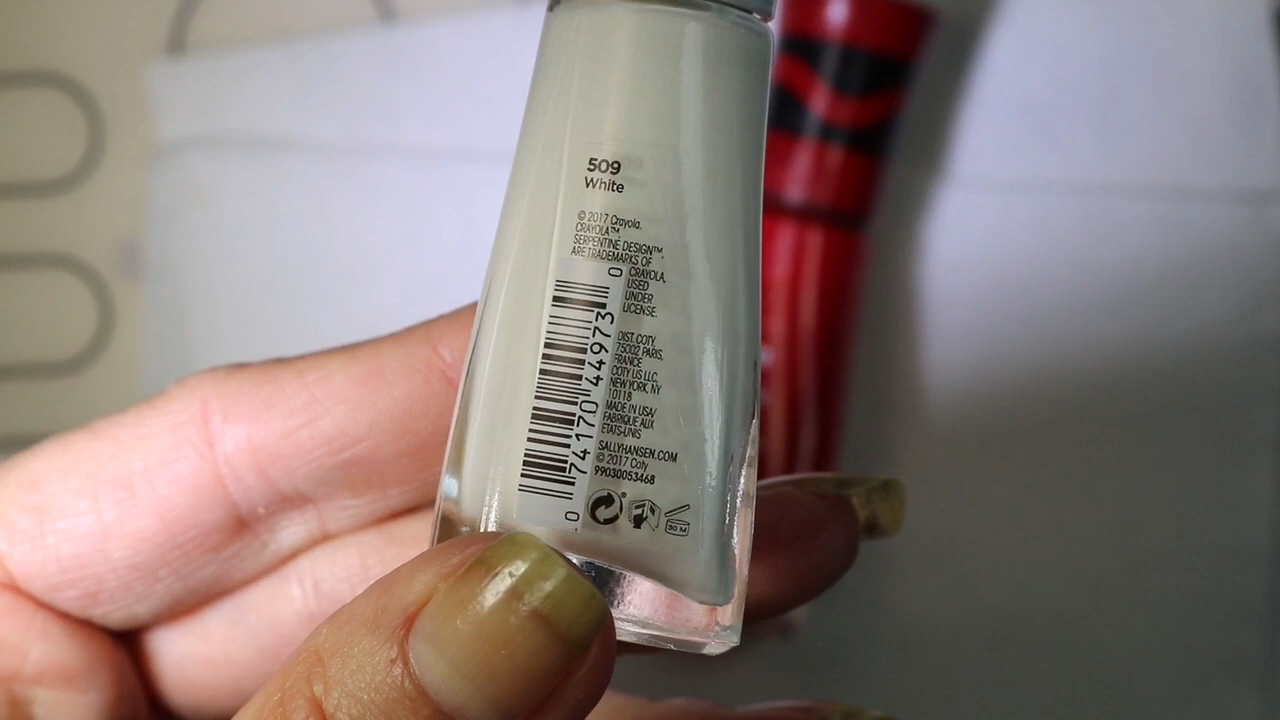 509
White
© 2017 Crayola.
CRAYOLA™,
SERPENTINE DESIGN™,
ARE TRADEMARKS OF
CRAYOLA,
USED
UNDER
LICENSE.
DIST. COTY,
75002 PARIS,
FRANCE
COTY US LLC,
NEW YORK, NY
10118
MADE IN USA/
FABRIQUE AUX
ETATS-UNIS
SALLYHANSEN.COM
© 2017 Coty
99030053468
0 74170 44973 0
30 M